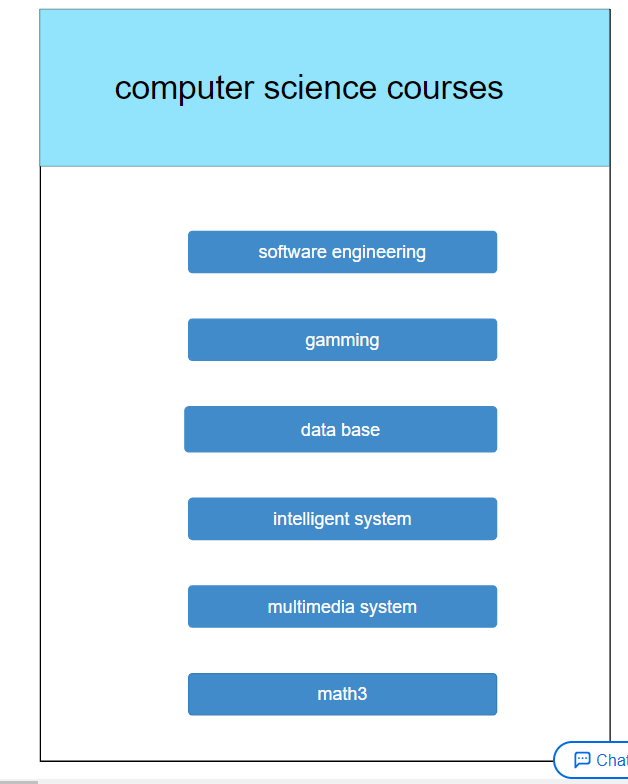 computer science courses
software engineering
gamming
data base
intelligent system
multimedia system
math3
Chat